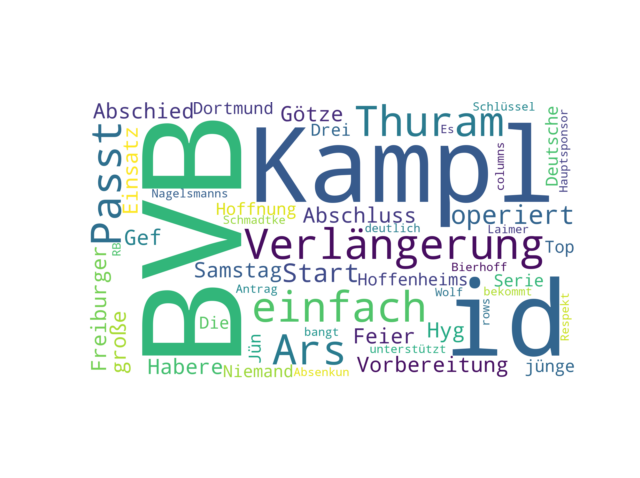 Abschied
Dortmund
Götze
Drei
Thuram
Es
Schlüssel
Deutsche
Hauptsponsor
Passt
Einsatz
BVB
Kampl
columns
Nagelsmanns
Hoffnung
Schmadtke
Abschluss
deutlich
operiert
Laimer
Top
RB
Gef
Verlängerung
Bierhoff
Samstag
Start
Hoffenheims
Serie
Antrag
Wolf
bekommt
Freiburger
große
Die
einfach
rows
id
Respekt
Jün
bangt
Ars
Feier
Hyg
unterstützt
Habere
Niemand
Absenkun
Vorbereitung
jünge